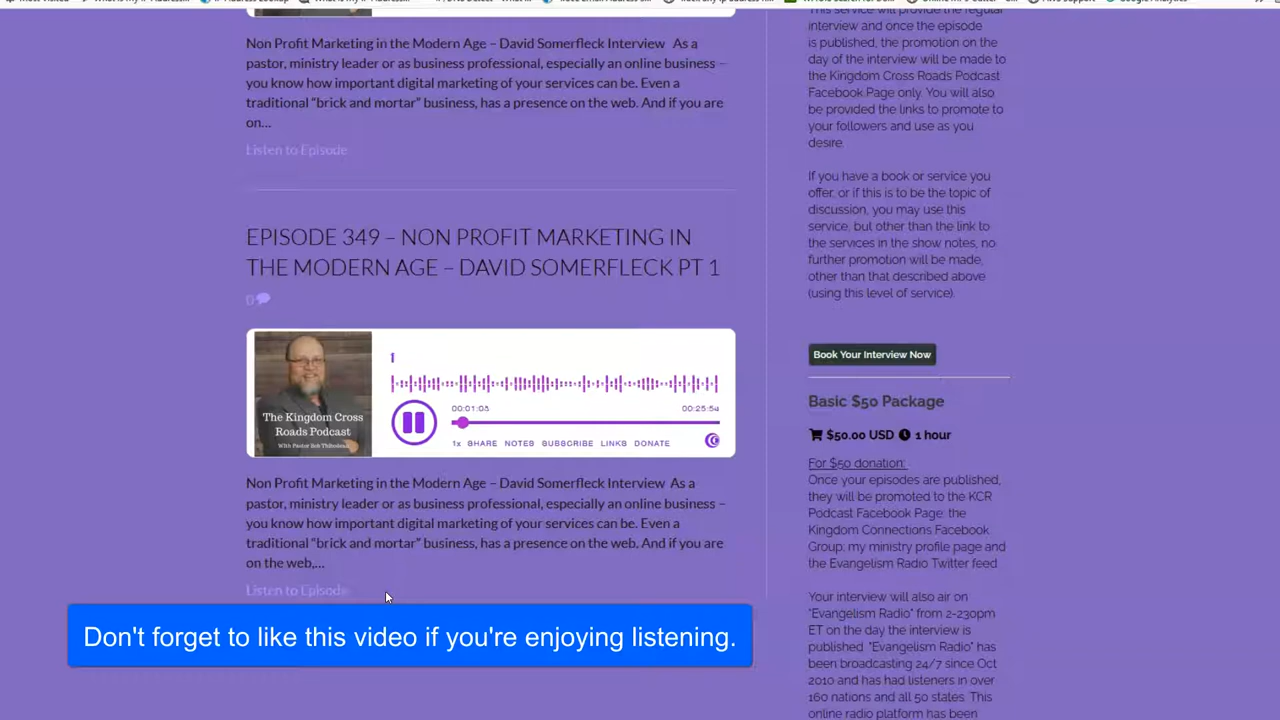 Non Profit Marketing in the Modern Age – David Somerfleck Interview   As a
pastor, ministry leader or as business professional, especially an online business –
you know how important digital marketing of your services can be. Even a
traditional “brick and mortar” business, has a presence on the web. And if you are
on...
Listen to Episode
EPISODE 349 – NON PROFIT MARKETING IN
THE MODERN AGE – DAVID SOMERFLECK PT 1
0
The Kingdom Cross
Roads Podcast
With Pastor Bob Thibodeau
1
00:01:03
00:25:54
1x SHARE NOTES SUBSCRIBE LINKS DONATE
Non Profit Marketing in the Modern Age – David Somerfleck Interview  As a
pastor, ministry leader or as business professional, especially an online business –
you know how important digital marketing of your services can be. Even a
traditional “brick and mortar” business, has a presence on the web. And if you are
on the web,...
Listen to Episode
Don't forget to like this video if you're enjoying listening.
This service will provide the regular
interview and once the episode
is published, the promotion on the
day of the interview will be made to
the Kingdom Cross Roads Podcast
Facebook Page only. You will also
be provided the links to promote to
your followers and use as you
desire.
If you have a book or service you
offer, or if this is to be the topic of
discussion, you may use this
service, but other than the link to
the services in the show notes, no
further promotion will be made,
other than that described above
(using this level of service).
Book Your Interview Now
Basic $50 Package
$50.00 USD 1 hour
For $50 donation:
Once your episodes are published,
they will be promoted to the KCR
Podcast Facebook Page; the
Kingdom Connections Facebook
Group; my ministry profile page and
the Evangelism Radio Twitter feed
Your interview will also air on
"Evangelism Radio" from 2-230pm
ET on the day the interview is
published. "Evangelism Radio" has
been broadcasting 24/7 since Oct
2010 and has had listeners in over
160 nations and all 50 states. This
online radio platform has been